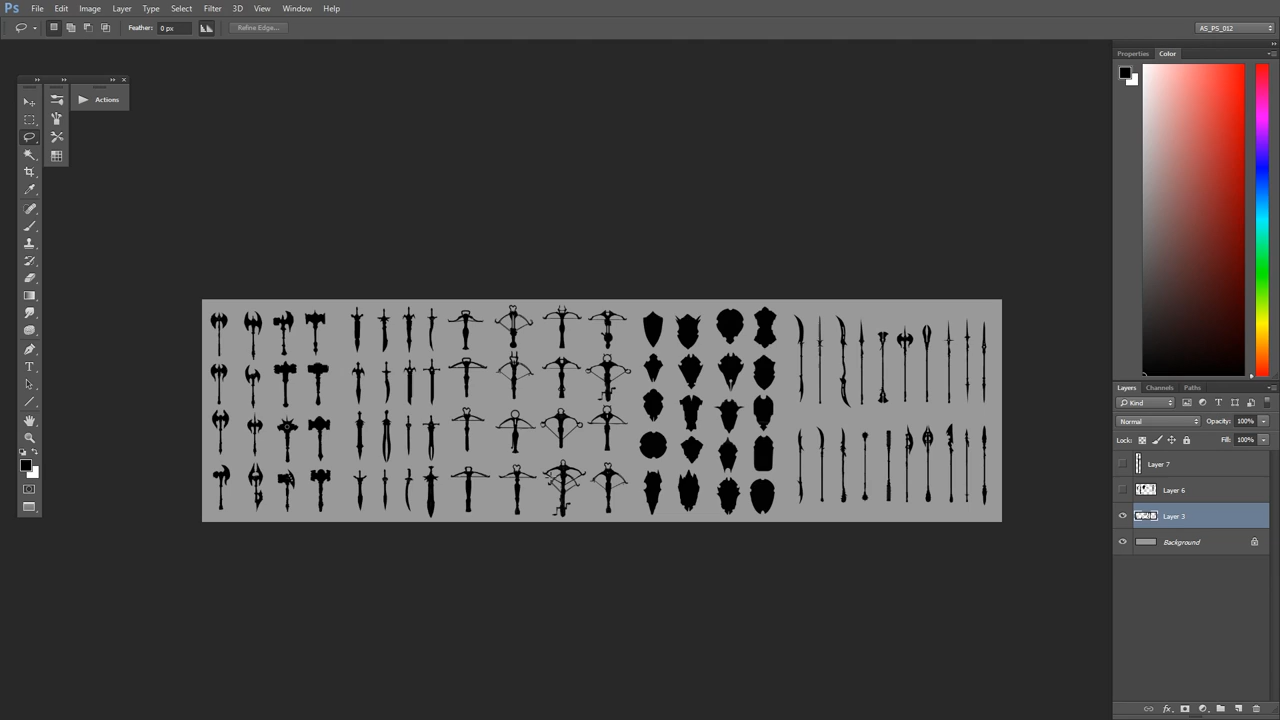 Ps File Edit Image Layer Type Select Filter 3D View Window Help
Feather: 0 px Refine Edge... AS_PS_012
Properties Color
Actions
Layers Channels Paths
Kind
Normal Opacity: 100%
Lock: Fill: 100%
Layer 7
Layer 6
Layer 3
Background